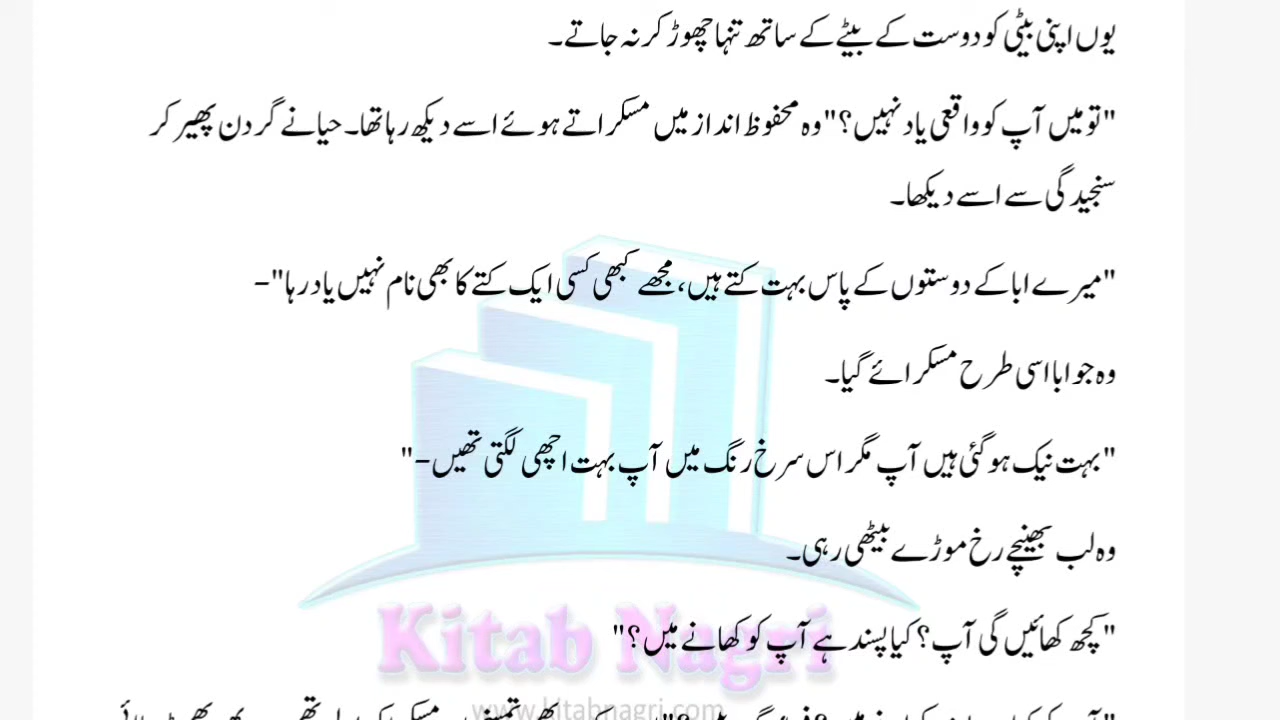 یوں اپنی بیٹی کو دوست کے بیٹے کے ساتھ تنہا چھوڑ کر نہ جاتے۔
"تو میں آپ کو واقعی یاد نہیں؟" وہ محفوظ انداز میں مسکراتے ہوئے اسے دیکھ رہا تھا۔ حیا نے گردن پھیر کر
سنجیدگی سے اسے دیکھا۔
"میرے ابا کے دوستوں کے پاس بہت کتے ہیں، مجھے کبھی کسی ایک کتے کا بھی نام نہیں یاد رہا"-
وہ جوابا اسی طرح مسکرائے گیا۔
"بہت نیک ہو گئی ہیں آپ مگر اس سرخ رنگ میں آپ بہت اچھی لگتی تھیں-"
وہ لب بھینچے رخ موڑے بیٹھی رہی۔
"کچھ کھائیں گی آپ؟ کیا پسند ہے آپ کو کھانے میں؟"
Kitab Nagri
www.kitabnagri.com